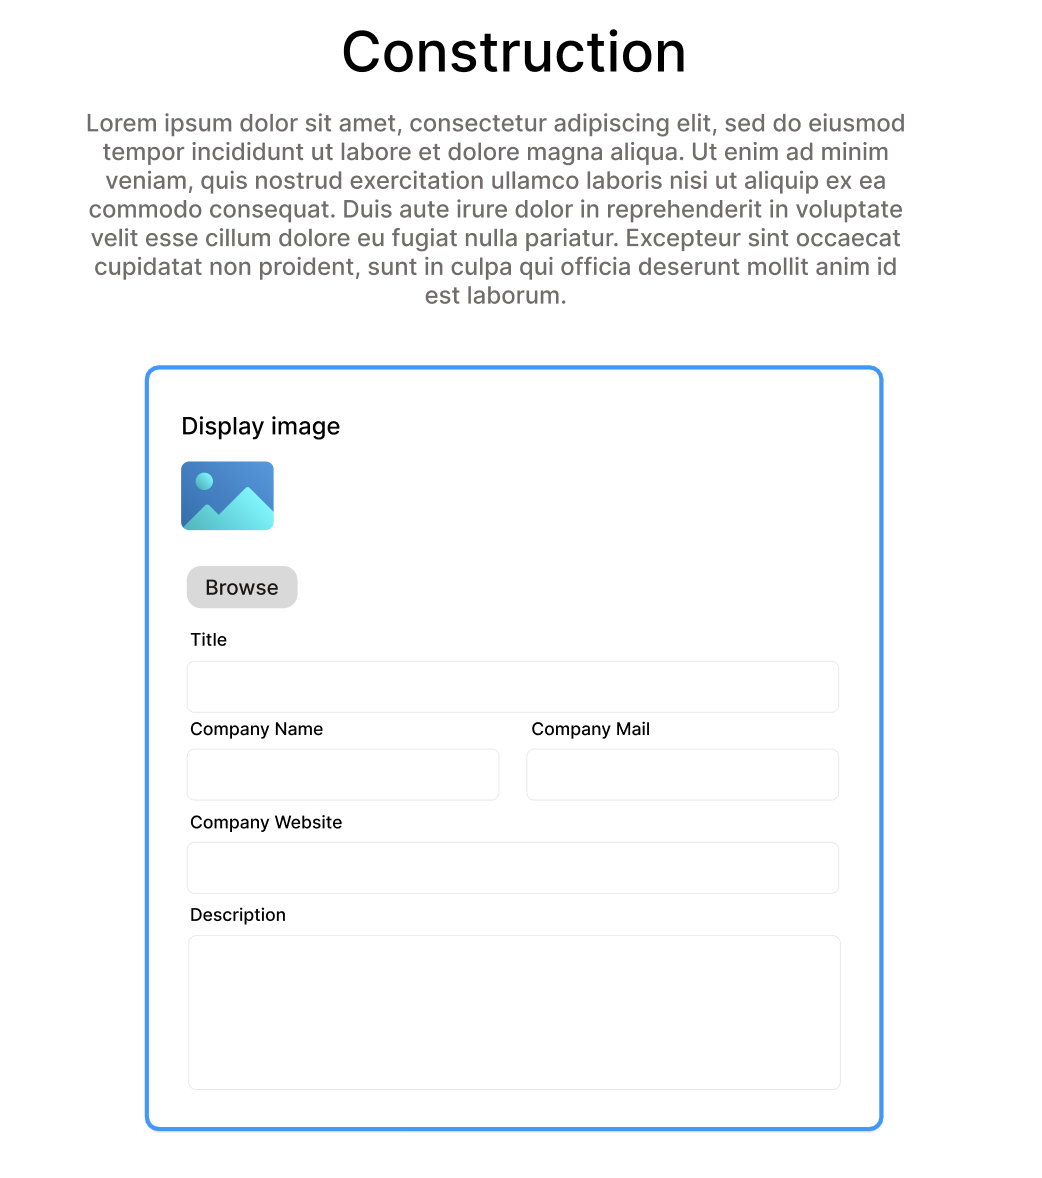 Construction
Lorem ipsum dolor sit amet, consectetur adipiscing elit, sed do eiusmod
tempor incididunt ut labore et dolore magna aliqua. Ut enim ad minim
veniam, quis nostrud exercitation ullamco laboris nisi ut aliquip ex ea
commodo consequat. Duis aute irure dolor in reprehenderit in voluptate
velit esse cillum dolore eu fugiat nulla pariatur. Excepteur sint occaecat
cupidatat non proident, sunt in culpa qui officia deserunt mollit anim id
est laborum.
Display image
Browse
Title
Company Name
Company Mail
Company Website
Description